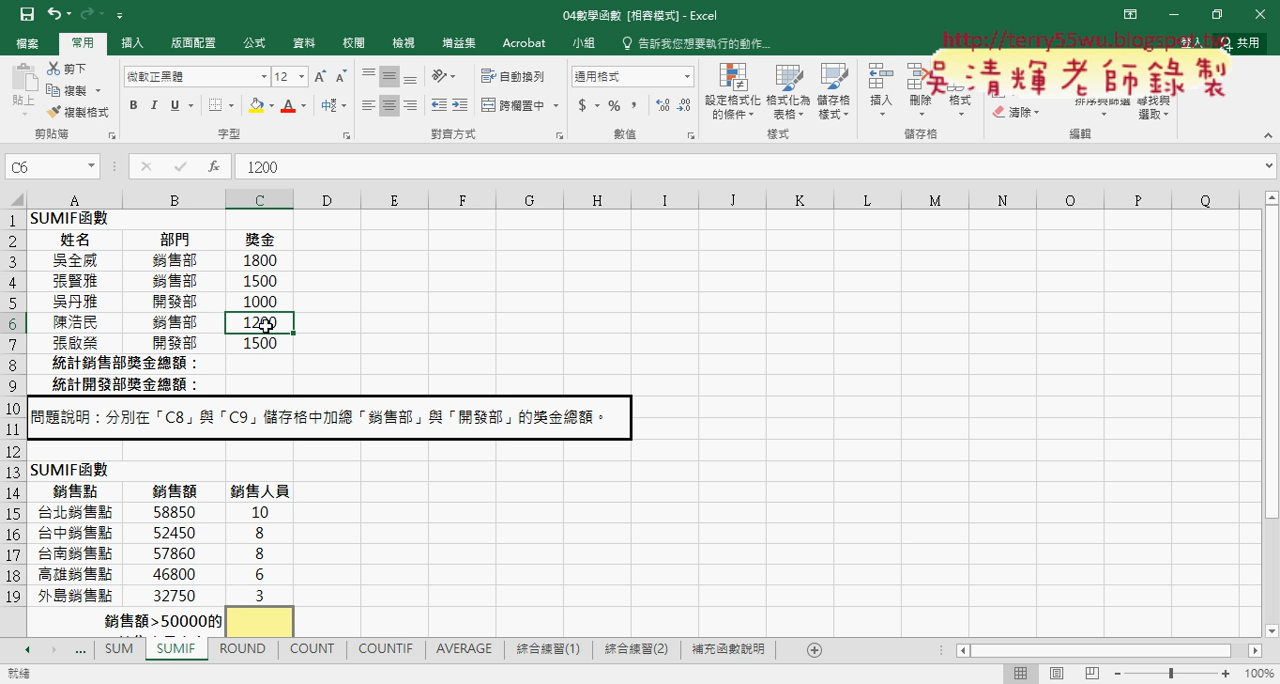 04數學函數 [相容模式] - Excel
檔案 常用 插入 版面配置 公式 資料 校閱 檢視 增益集 Acrobat 小組 告訴我您想要執行的動作... 登入 共用
http://terry55wu.blogspot.tw
吳清輝老師錄製
貼上 剪下 複製 複製格式 剪貼簿
微軟正黑體 12 B I U 字型
自動換列 跨欄置中 對齊方式
通用格式 $ % 數值
設定格式化的條件 格式化為表格 儲存格樣式 樣式
插入 刪除 格式 儲存格
清除 排序與篩選 尋找與選取 編輯
C6 fx 1200
A B C D E F G H I J K L M N O P Q
1 SUMIF函數
2 姓名 部門 獎金
3 吳全威 銷售部 1800
4 張賢雅 銷售部 1500
5 吳丹雅 開發部 1000
6 陳浩民 銷售部 1200
7 張啟榮 開發部 1500
8 統計銷售部獎金總額：
9 統計開發部獎金總額：
10
問題說明：分別在「C8」與「C9」儲存格中加總「銷售部」與「開發部」的獎金總額。
11
12
13 SUMIF函數
14 銷售點 銷售額 銷售人員
15 台北銷售點 58850 10
16 台中銷售點 52450 8
17 台南銷售點 57860 8
18 高雄銷售點 46800 6
19 外島銷售點 32750 3
銷售額>50000的
... SUM SUMIF ROUND COUNT COUNTIF AVERAGE 綜合練習(1) 綜合練習(2) 補充函數說明
就緒 100%